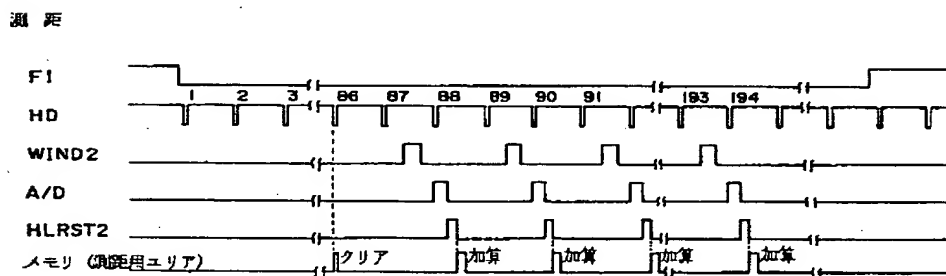 測距
FI
1 2 3 86 87 88 89 90 91 193 194
HD
WIND2
A/D
HLRST2
メモリ(測距用エリア) クリア 加算 加算 加算 加算